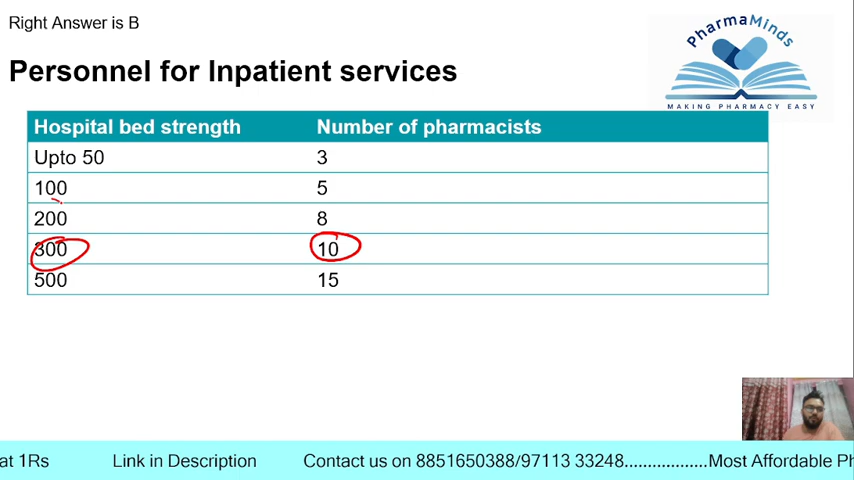 Right Answer is B
PharmaMinds
MAKING PHARMACY EASY
Personnel for Inpatient services
Hospital bed strength Number of pharmacists
Upto 50 3
100 5
200 8
300 10
500 15
at 1Rs Link in Description Contact us on 8851650388/97113 33248..................Most Affordable Ph